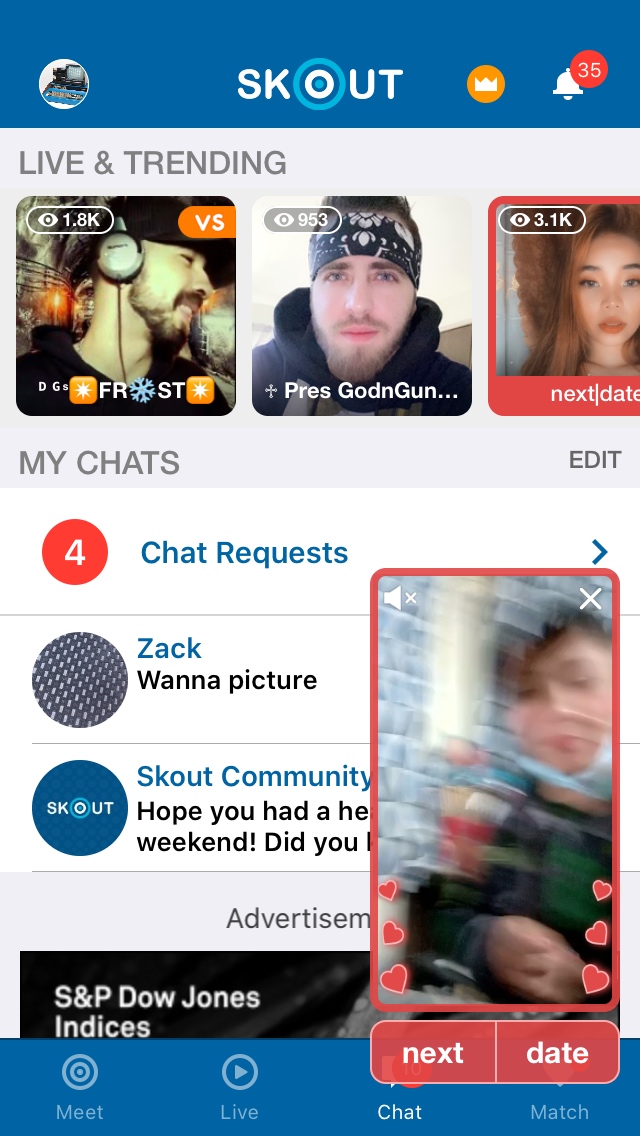 SKOUT
35
LIVE & TRENDING
1.8K
VS
953
3.1K
D Gs✴️FR❄️ST✴️
♱ Pres GodnGun...
next|date
MY CHATS
EDIT
4
Chat Requests
Zack
Wanna picture
Skout Community
SKOUT
Hope you had a hea
weekend! Did you
Advertisem
S&P Dow Jones
Indices
next
date
10
Meet
Live
Chat
Match